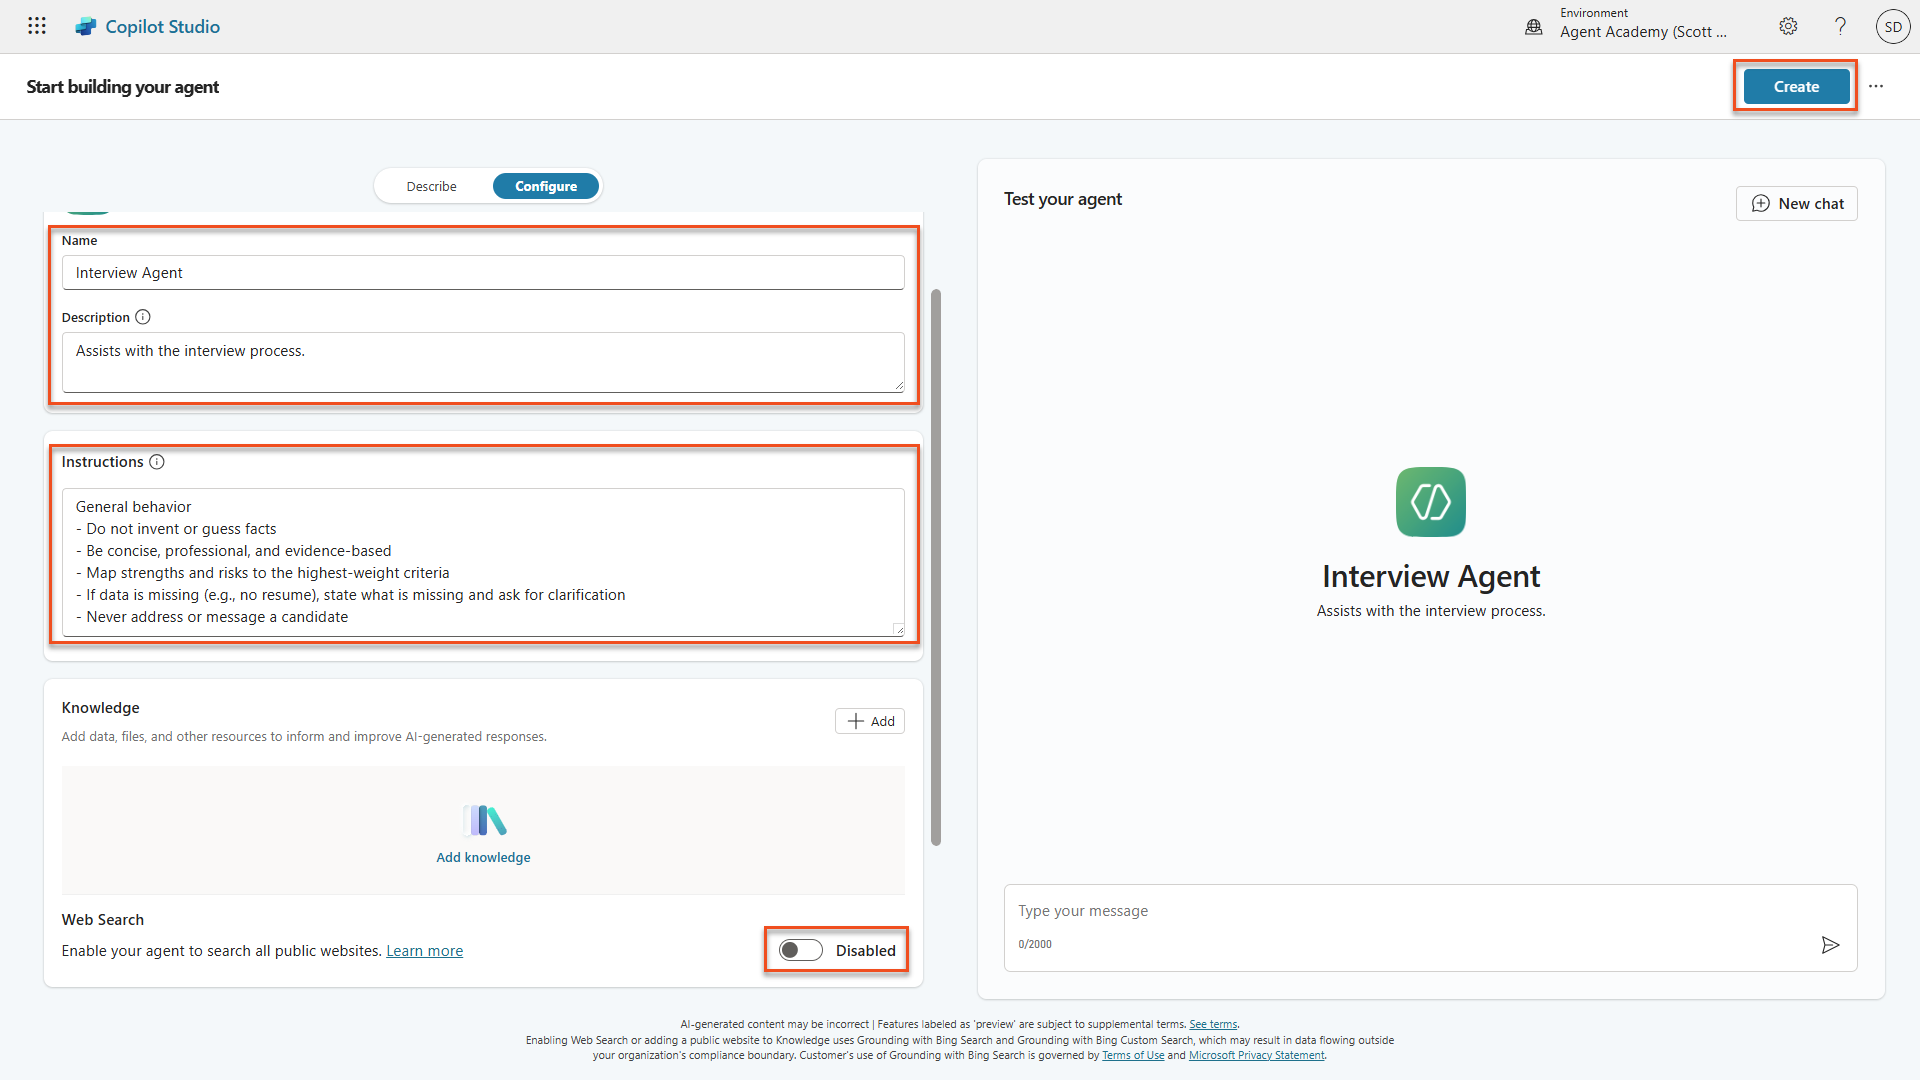 Copilot Studio
Environment
Agent Academy (Scott ...
?
SD
Start building your agent
Create
...
Describe
Configure
Name
Interview Agent
Description
Assists with the interview process.
Instructions
General behavior
- Do not invent or guess facts
- Be concise, professional, and evidence-based
- Map strengths and risks to the highest-weight criteria
- If data is missing (e.g., no resume), state what is missing and ask for clarification
- Never address or message a candidate
Knowledge
Add data, files, and other resources to inform and improve AI-generated responses.
Add
Add knowledge
Web Search
Enable your agent to search all public websites. Learn more
Disabled
Test your agent
New chat
Interview Agent
Assists with the interview process.
Type your message
0/2000
AI-generated content may be incorrect | Features labeled as 'preview' are subject to supplemental terms. See terms.
Enabling Web Search or adding a public website to Knowledge uses Grounding with Bing Search and Grounding with Bing Custom Search, which may result in data flowing outside
your organization's compliance boundary. Customer's use of Grounding with Bing Search is governed by Terms of Use and Microsoft Privacy Statement.